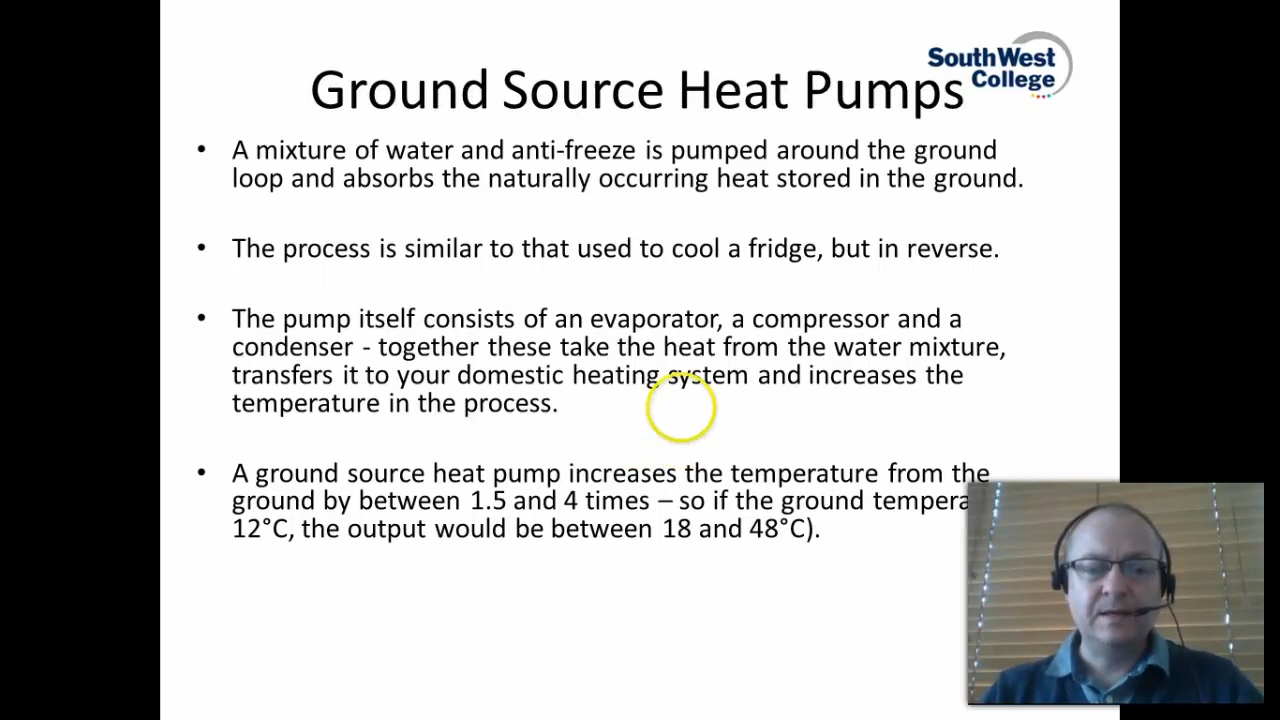 SouthWest
College
Ground Source Heat Pumps
• A mixture of water and anti-freeze is pumped around the ground
loop and absorbs the naturally occurring heat stored in the ground.
• The process is similar to that used to cool a fridge, but in reverse.
• The pump itself consists of an evaporator, a compressor and a
condenser - together these take the heat from the water mixture,
transfers it to your domestic heating system and increases the
temperature in the process.
• A ground source heat pump increases the temperature from the
ground by between 1.5 and 4 times – so if the ground tempera
12°C, the output would be between 18 and 48°C).